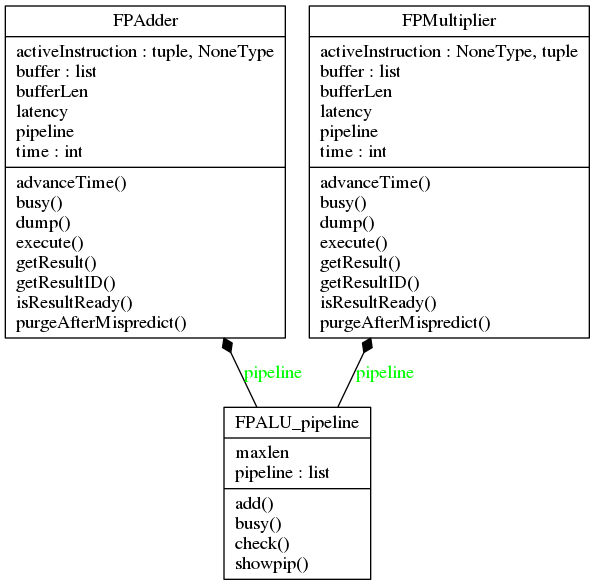 FPAdder
activeInstruction : tuple, NoneType
buffer : list
bufferLen
latency
pipeline
time : int
advanceTime()
busy()
dump()
execute()
getResult()
getResultID()
isResultReady()
purgeAfterMispredict()
FPMultiplier
activeInstruction : NoneType, tuple
buffer : list
bufferLen
latency
pipeline
time : int
advanceTime()
busy()
dump()
execute()
getResult()
getResultID()
isResultReady()
purgeAfterMispredict()
pipeline
pipeline
FPALU_pipeline
maxlen
pipeline : list
add()
busy()
check()
showpip()